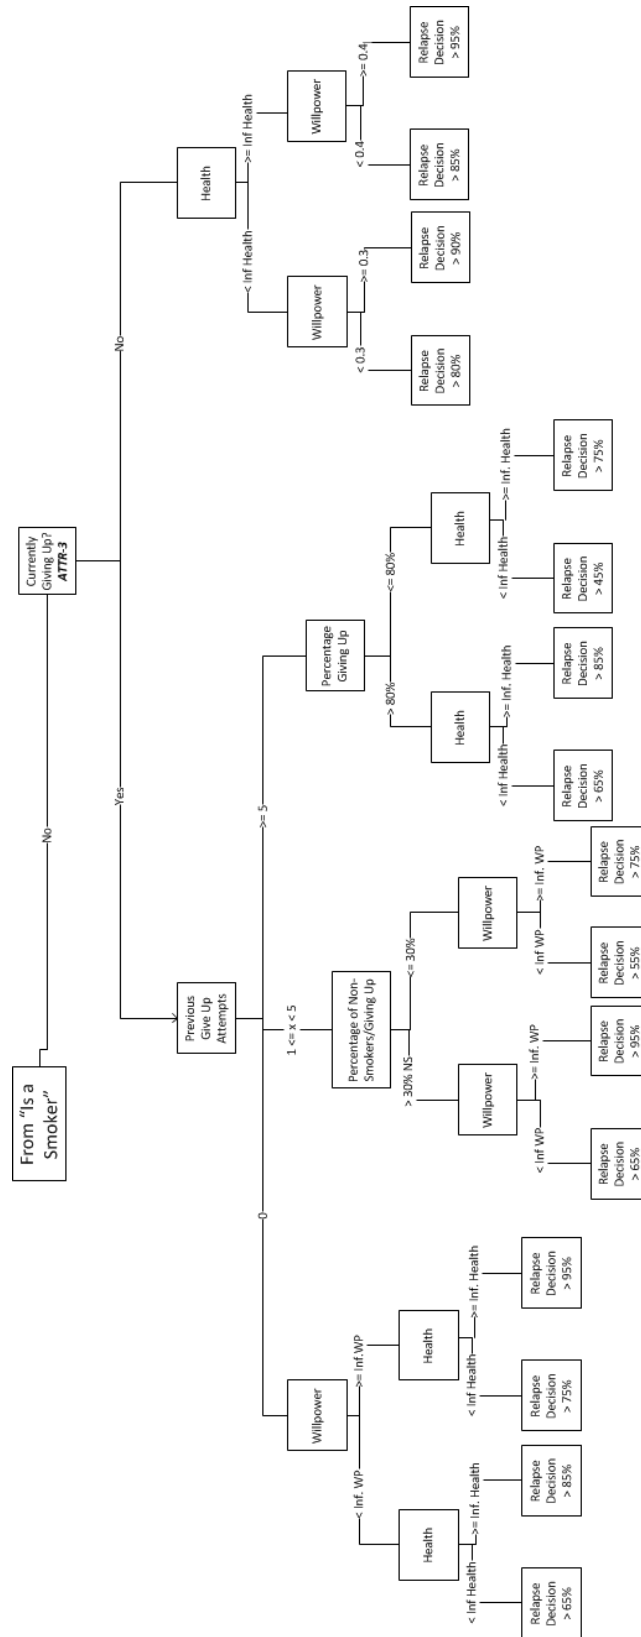 From "Is a
Smoker"
No
Currently
Giving Up?
ATTR-3
Yes
No
Previous
Give Up
Attempts
Health
0
1 <= x < 5
>= 5
< Inf Health
>= Inf Health
Willpower
Percentage of Non-
Smokers/Giving Up
Percentage
Giving Up
Willpower
Willpower
< Inf. WP
>= Inf.WP
> 30% NS
<= 30%
> 80%
<= 80%
< 0.3
>= 0.3
< 0.4
>= 0.4
Health
Health
Willpower
Willpower
Health
Health
Relapse
Decision
> 80%
Relapse
Decision
> 90%
Relapse
Decision
> 85%
Relapse
Decision
> 95%
< Inf Health
>= Inf. Health
< Inf Health
>= Inf. Health
< Inf WP
>= Inf. WP
< Inf WP
>= Inf. WP
< Inf Health
>= Inf. Health
< Inf Health
>= Inf. Health
Relapse
Decision
> 65%
Relapse
Decision
> 85%
Relapse
Decision
> 75%
Relapse
Decision
> 95%
Relapse
Decision
> 65%
Relapse
Decision
> 95%
Relapse
Decision
> 55%
Relapse
Decision
> 75%
Relapse
Decision
> 65%
Relapse
Decision
> 85%
Relapse
Decision
> 45%
Relapse
Decision
> 75%